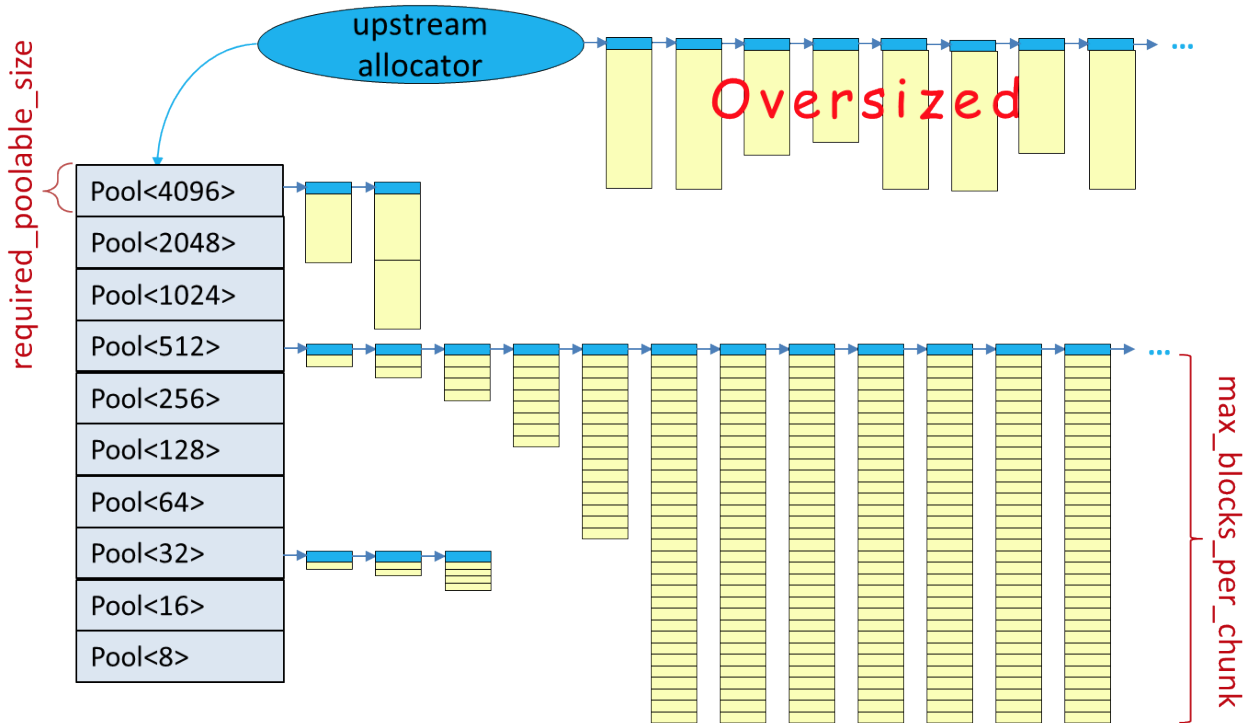 upstream
allocator
...
Oversized
required_poolable_size
Pool<4096>
Pool<2048>
Pool<1024>
Pool<512>
...
Pool<256>
Pool<128>
Pool<64>
Pool<32>
Pool<16>
Pool<8>
max_blocks_per_chunk